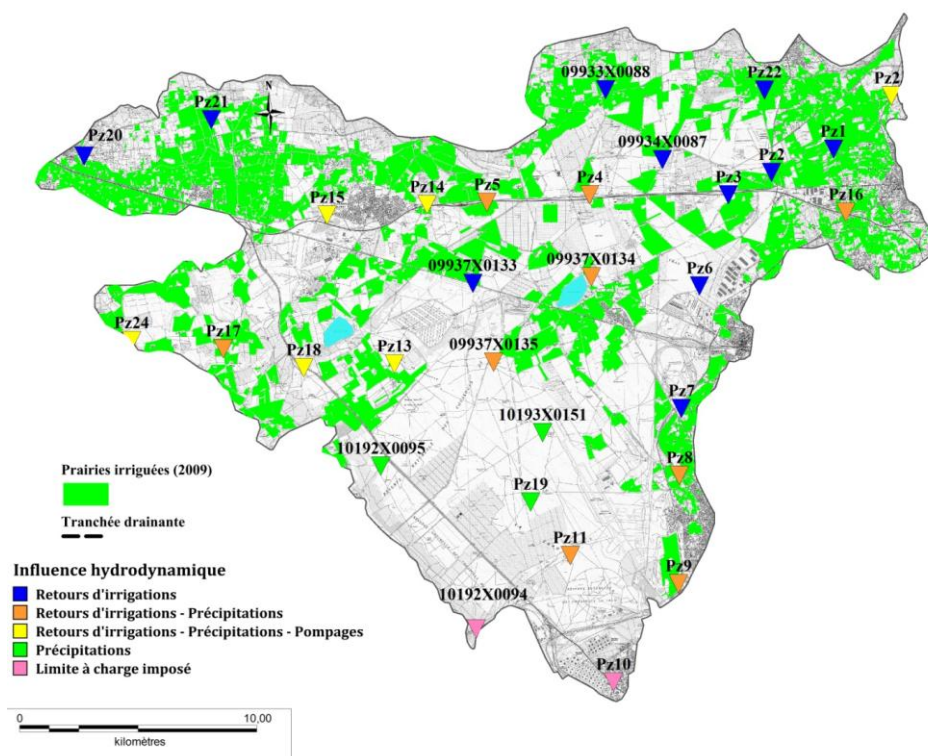 09933X0088
Pz22
Pz2
Pz21
N
Pz20
09934X0087
Pz1
Pz2
Pz4
Pz3
Pz5
Pz14
Pz15
Pz16
09937X0133
09937X0134
Pz6
Pz24
Pz17
Pz18
Pz13
09937X0135
Pz7
10193X0151
10192X0095
Pz8
Pz19
Pz11
Pz9
10192X0094
Pz10
Prairies irriguées (2009)
Tranchée drainante
Influence hydrodynamique
Retours d'irrigations
Retours d'irrigations - Précipitations
Retours d'irrigations - Précipitations - Pompages
Précipitations
Limite à charge imposé
0 10,00
kilomètres